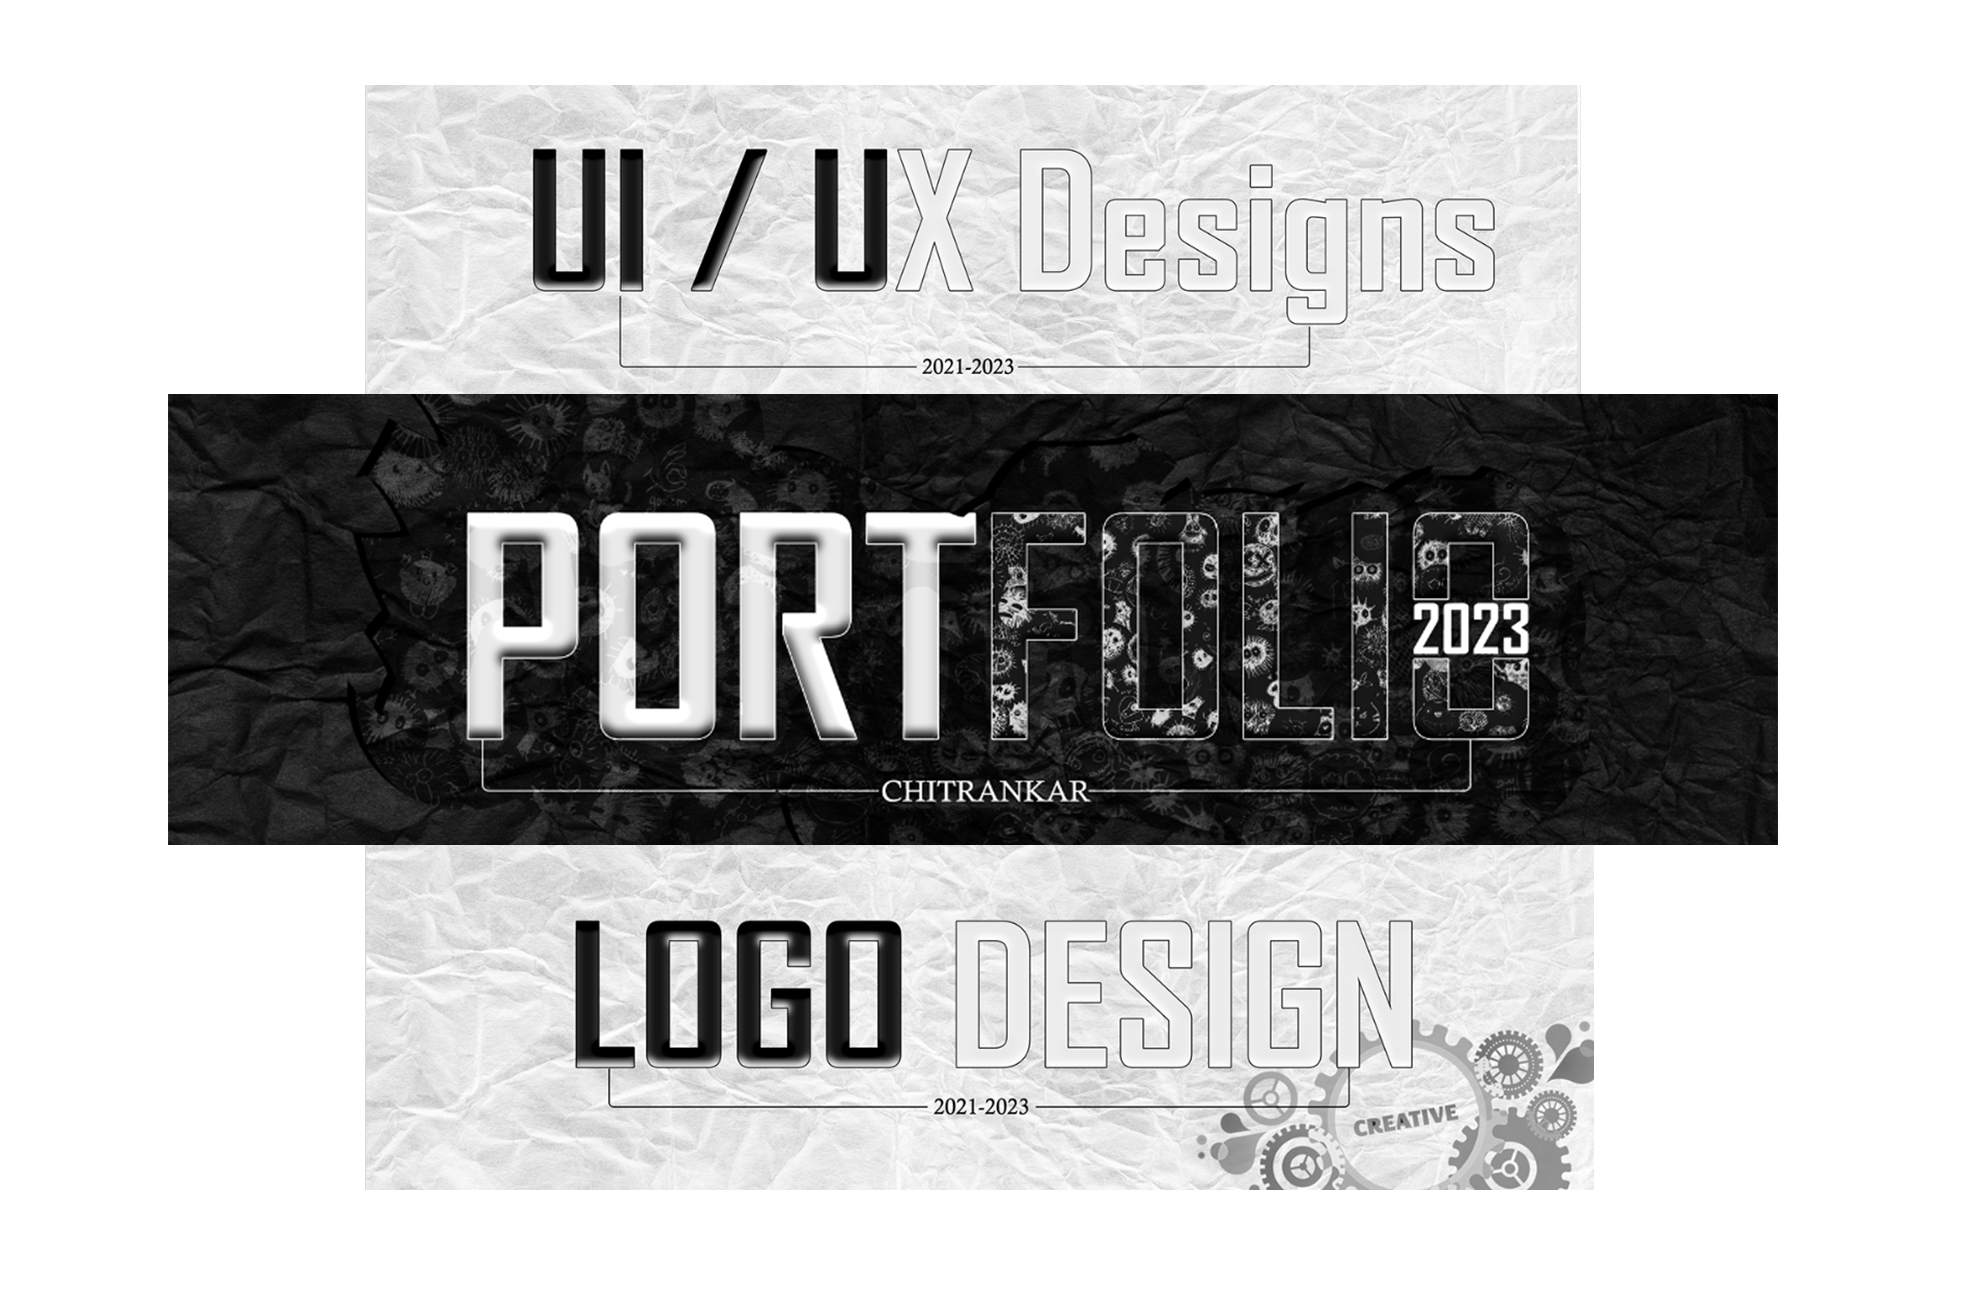 UI / UX Designs
2021-2023
PORTFOLIO
2023
CHITRANKAR
LOGO DESIGN
2021-2023
CREATIVE